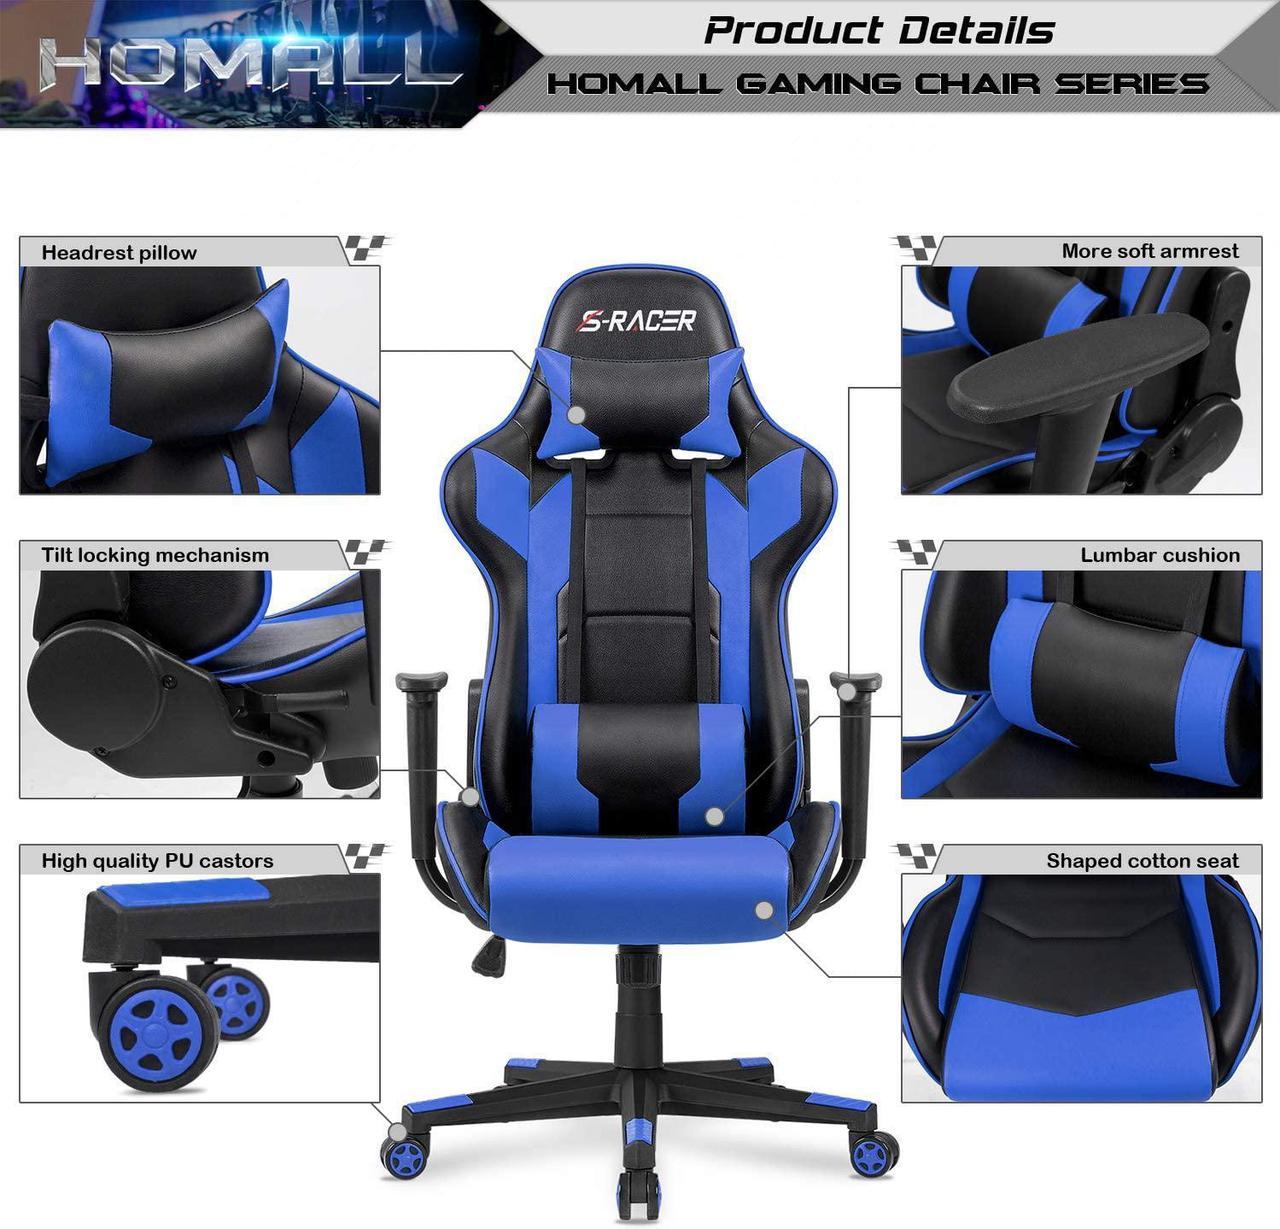 HOMALL
Product Details
HOMALL GAMING CHAIR SERIES
Headrest pillow
More soft armrest
S-RACER
Tilt locking mechanism
Lumbar cushion
High quality PU castors
Shaped cotton seat